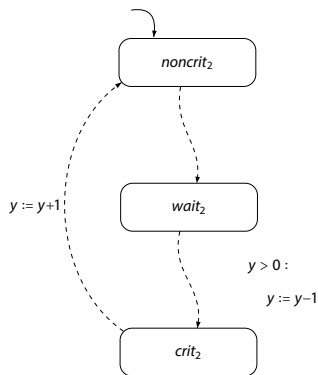 noncrit₂
y := y+1
wait₂
y > 0 :
y := y−1
crit₂